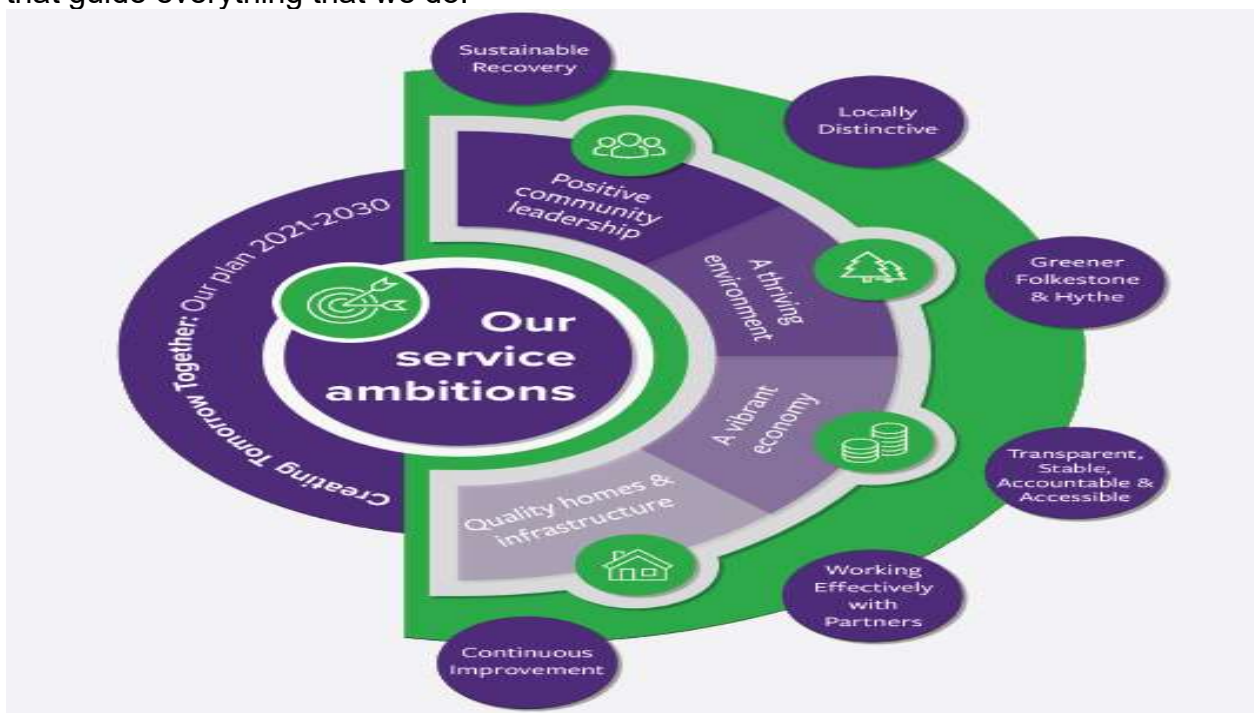 that guide everything that we do.
Sustainable
Recovery
Locally
Distinctive
Positive
community
leadership
Creating Tomorrow Together: Our plan 2021-2030
A thriving
environment
Greener
Folkestone
& Hythe
Our
service
ambitions
A vibrant
economy
Transparent,
Stable,
Accountable &
Accessible
Quality homes &
infrastructure
Working
Effectively
with
Partners
Continuous
Improvement